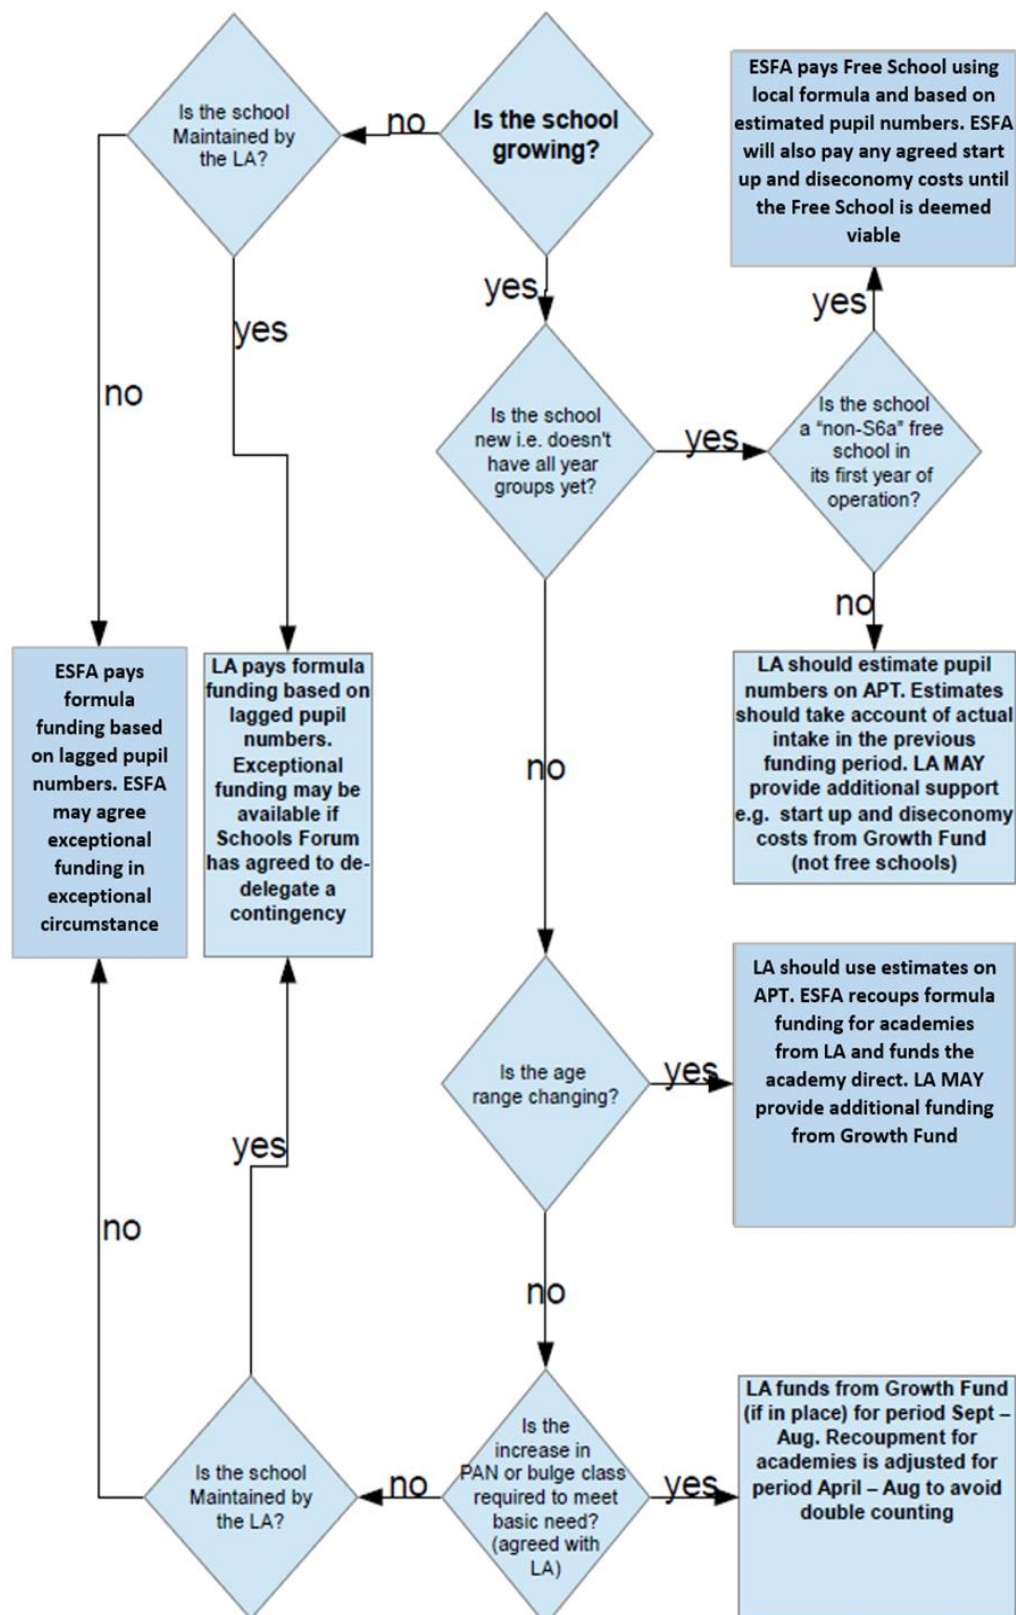 Is the school
Maintained by
the LA?
no
Is the school
growing?
ESFA pays Free School using
local formula and based on
estimated pupil numbers. ESFA
will also pay any agreed start
up and diseconomy costs until
the Free School is deemed
viable
yes
yes
yes
no
Is the school
new i.e. doesn't
have all year
groups yet?
yes
Is the school
a “non-S6a” free
school in
its first year of
operation?
no
ESFA pays
formula
funding based
on lagged pupil
numbers. ESFA
may agree
exceptional
funding in
exceptional
circumstance
LA pays formula
funding based on
lagged pupil
numbers.
Exceptional
funding may be
available if
Schools Forum
has agreed to de-
delegate a
contingency
no
LA should estimate pupil
numbers on APT. Estimates
should take account of actual
intake in the previous
funding period. LA MAY
provide additional support
e.g. start up and diseconomy
costs from Growth Fund
(not free schools)
Is the age
range changing?
yes
LA should use estimates on
APT. ESFA recoups formula
funding for academies
from LA and funds the
academy direct. LA MAY
provide additional funding
from Growth Fund
yes
no
no
Is the school
Maintained by
the LA?
no
Is the
increase in
PAN or bulge class
required to meet
basic need?
(agreed with
LA)
yes
LA funds from Growth Fund
(if in place) for period Sept –
Aug. Recoupment for
academies is adjusted for
period April – Aug to avoid
double counting